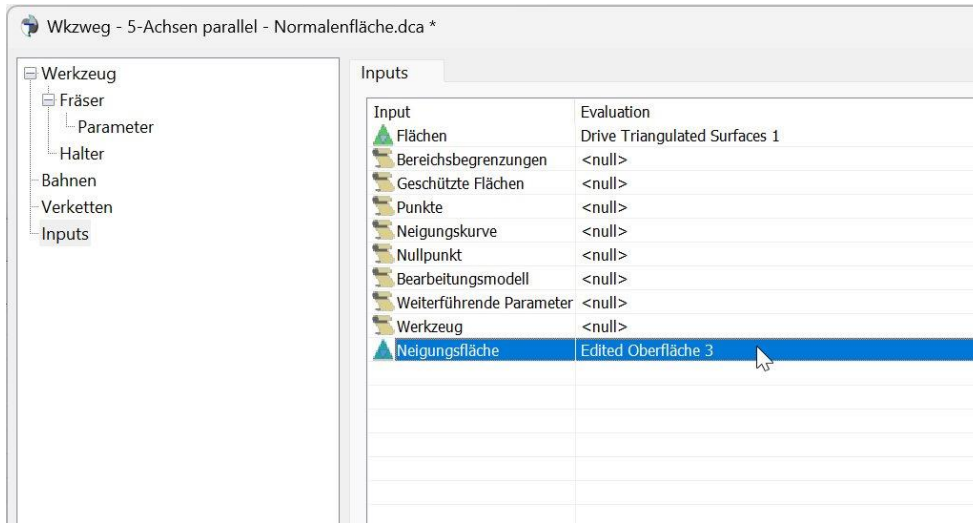 Wkzweg - 5-Achsen parallel - Normalenfläche.dca *
Werkzeug
Fräser
Parameter
Halter
Bahnen
Verketten
Inputs
Inputs
Input Evaluation
Flächen Drive Triangulated Surfaces 1
Bereichsbegrenzungen <null>
Geschützte Flächen <null>
Punkte <null>
Neigungskurve <null>
Nullpunkt <null>
Bearbeitungsmodell <null>
Weiterführende Parameter <null>
Werkzeug <null>
Neigungsfläche Edited Oberfläche 3